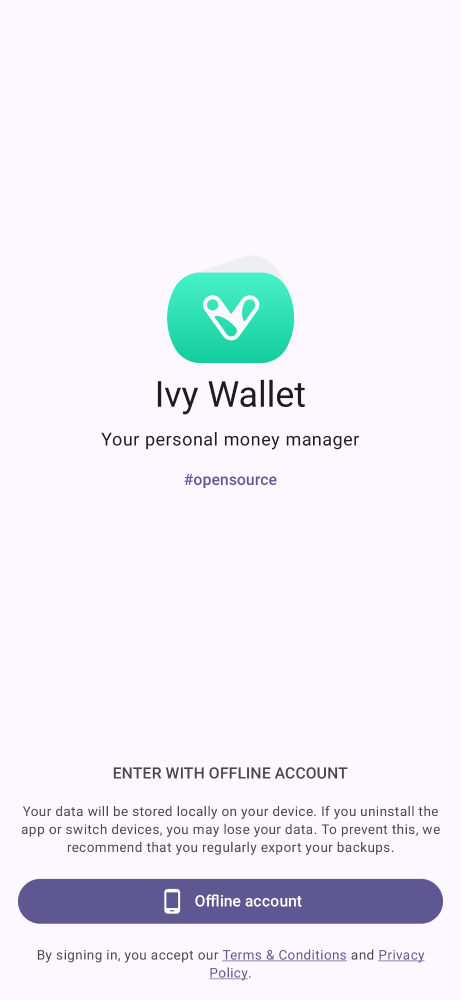 Ivy Wallet
Your personal money manager
#opensource
ENTER WITH OFFLINE ACCOUNT
Your data will be stored locally on your device. If you uninstall the
app or switch devices, you may lose your data. To prevent this, we
recommend that you regularly export your backups.
Offline account
By signing in, you accept our Terms & Conditions and Privacy
Policy.